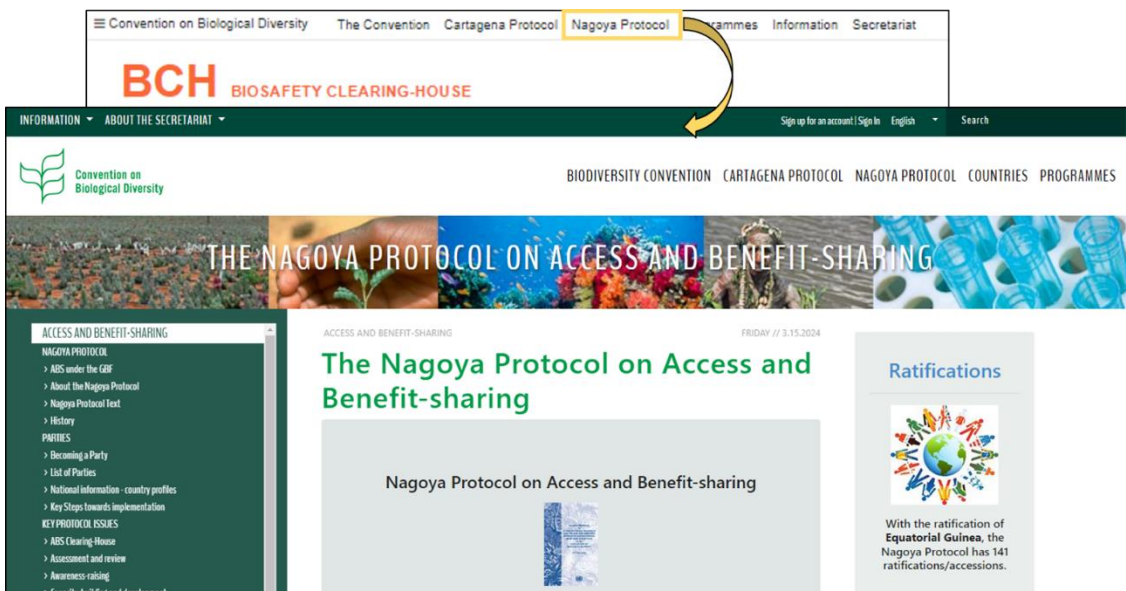 ≡ Convention on Biological Diversity The Convention Cartagena Protocol Nagoya Protocol Information Secretariat
BCH BIOSAFETY CLEARING-HOUSE
INFORMATION ABOUT THE SECRETARIAT Sign up for an account | Sign In English Search
Convention on
Biological Diversity
BIODIVERSITY CONVENTION CARTAGENA PROTOCOL NAGOYA PROTOCOL COUNTRIES PROGRAMMES
THE NAGOYA PROTOCOL ON ACCESS AND BENEFIT-SHARING
ACCESS AND BENEFIT-SHARING
NAGOYA PROTOCOL
> ABS under the GBF
> About the Nagoya Protocol
> Nagoya Protocol Text
> History
PARTIES
> Becoming a Party
> List of Parties
> National information - country profiles
> Key Steps towards implementation
KEY PROTOCOL ISSUES
> ABS Clearing-House
> Assessment and review
> Awareness-raising
ACCESS AND BENEFIT-SHARING FRIDAY // 3.15.2024
The Nagoya Protocol on Access and
Benefit-sharing
Nagoya Protocol on Access and Benefit-sharing
Ratifications
With the ratification of
Equatorial Guinea, the
Nagoya Protocol has 141
ratifications/accessions.